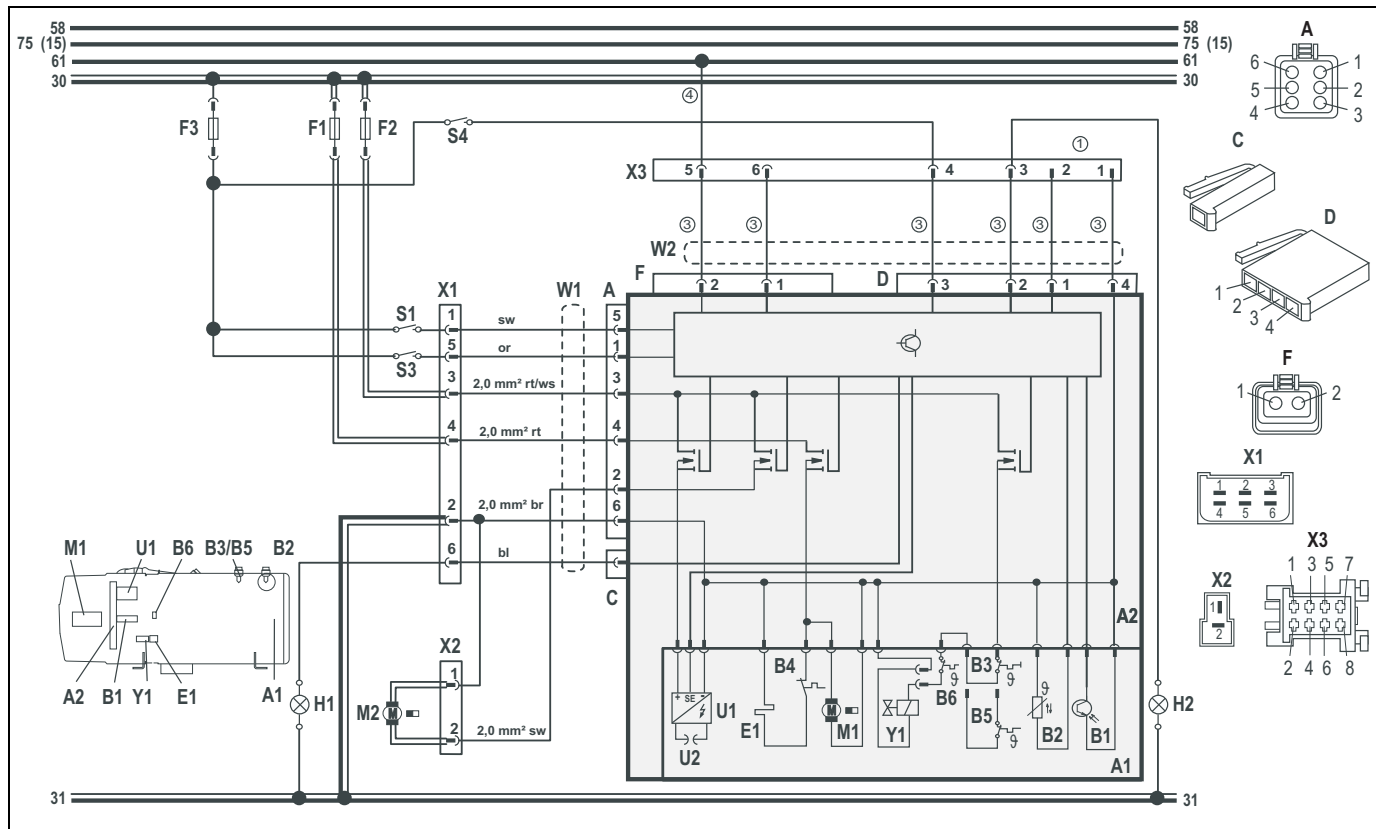 58
58
75 (15)
75 (15)
61
61
30
30
A
6
1
5
2
4
3
F3
F1
F2
S4
4
1
X3
5
6
4
3
2
1
C
3
3
3
3
3
3
W2
D
1
2
3
4
F
2
1
D
3
2
1
4
X1
W1
A
S1
1
sw
5
5
or
1
S3
3
2,0 mm² rt/ws
3
4
2,0 mm² rt
4
2
2
2,0 mm² br
6
6
bl
C
F
1
2
X1
1 2 3
4 5 6
X3
1 3 5 7
2 4 6 8
X2
1
2
M1
U1
B6
B3/B5
B2
A2
B1
Y1
E1
A1
H1
X2
1
M2
M
2
2,0 mm² sw
A2
+ SE -
U1
U2
E1
B4
M
M1
Y1
B6
ϑ
B3
ϑ
B5
ϑ
ϑ
B2
B1
A1
H2
31
31